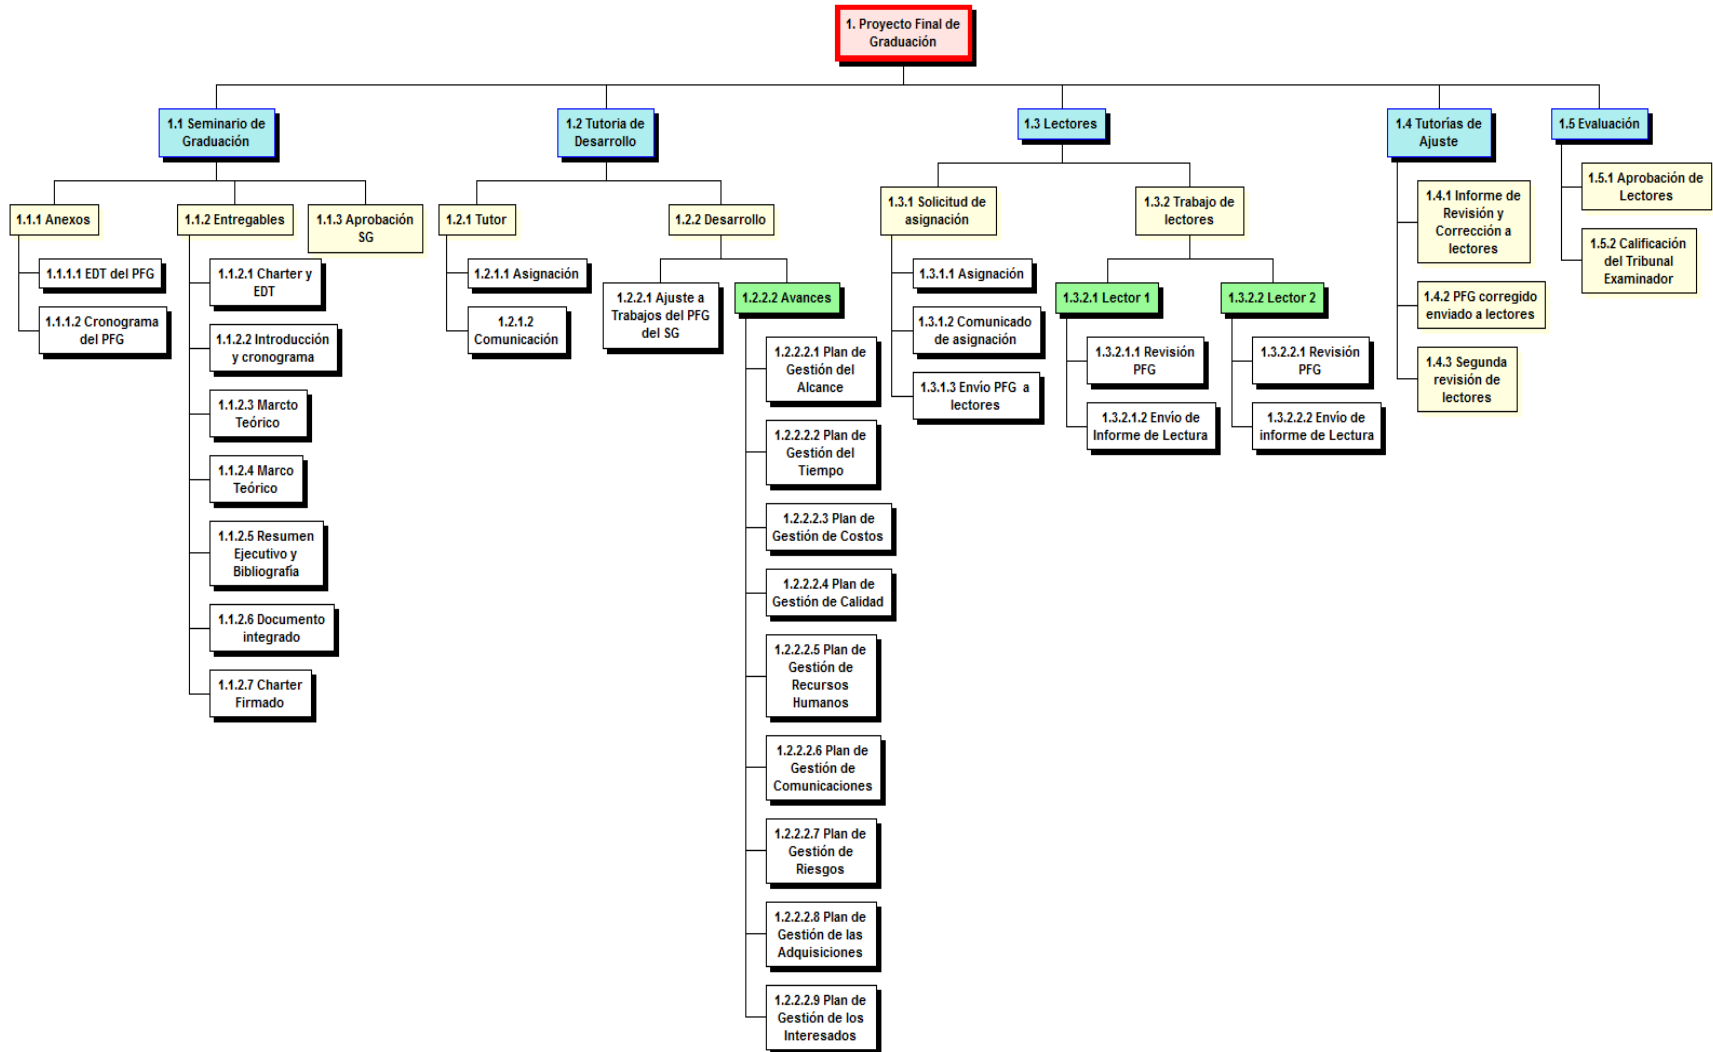 1. Proyecto Final de
Graduación
1.1 Seminario de
Graduación
1.1.1 Anexos
1.1.1.1 EDT del PFG
1.1.1.2 Cronograma
del PFG
1.1.2 Entregables
1.1.2.1 Charter y
EDT
1.1.2.2 Introducción
y cronograma
1.1.2.3 Marcto
Teórico
1.1.2.4 Marco
Teórico
1.1.2.5 Resumen
Ejecutivo y
Bibliografía
1.1.2.6 Documento
integrado
1.1.2.7 Charter
Firmado
1.1.3 Aprobación
SG
1.2 Tutoria de
Desarrollo
1.2.1 Tutor
1.2.1.1 Asignación
1.2.1.2
Comunicación
1.2.2 Desarrollo
1.2.2.1 Ajuste a
Trabajos del PFG
del SG
1.2.2.2 Avances
1.2.2.2.1 Plan de
Gestión del
Alcance
1.2.2.2.2 Plan de
Gestión del
Tiempo
1.2.2.2.3 Plan de
Gestión de Costos
1.2.2.2.4 Plan de
Gestión de Calidad
1.2.2.2.5 Plan de
Gestión de
Recursos
Humanos
1.2.2.2.6 Plan de
Gestión de
Comunicaciones
1.2.2.2.7 Plan de
Gestión de
Riesgos
1.2.2.2.8 Plan de
Gestión de las
Adquisiciones
1.2.2.2.9 Plan de
Gestión de los
Interesados
1.3 Lectores
1.3.1 Solicitud de
asignación
1.3.1.1 Asignación
1.3.1.2 Comunicado
de asignación
1.3.1.3 Envío PFG a
lectores
1.3.2 Trabajo de
lectores
1.3.2.1 Lector 1
1.3.2.1.1 Revisión
PFG
1.3.2.1.2 Envío de
Informe de Lectura
1.3.2.2 Lector 2
1.3.2.2.1 Revisión
PFG
1.3.2.2.2 Envío de
informe de Lectura
1.4 Tutorías de
Ajuste
1.4.1 Informe de
Revisión y
Corrección a
lectores
1.4.2 PFG corregido
enviado a lectores
1.4.3 Segunda
revisión de
lectores
1.5 Evaluación
1.5.1 Aprobación de
Lectores
1.5.2 Calificación
del Tribunal
Examinador